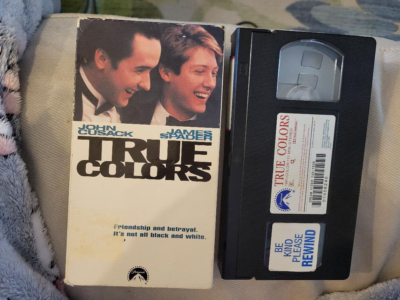 JOHN
CUSACK
JAMES
SPADER
TRUE
COLORS
Friendship and betrayal.
It's not all black and white.
TRUE COLORS
BE
KIND
PLEASE
REWIND